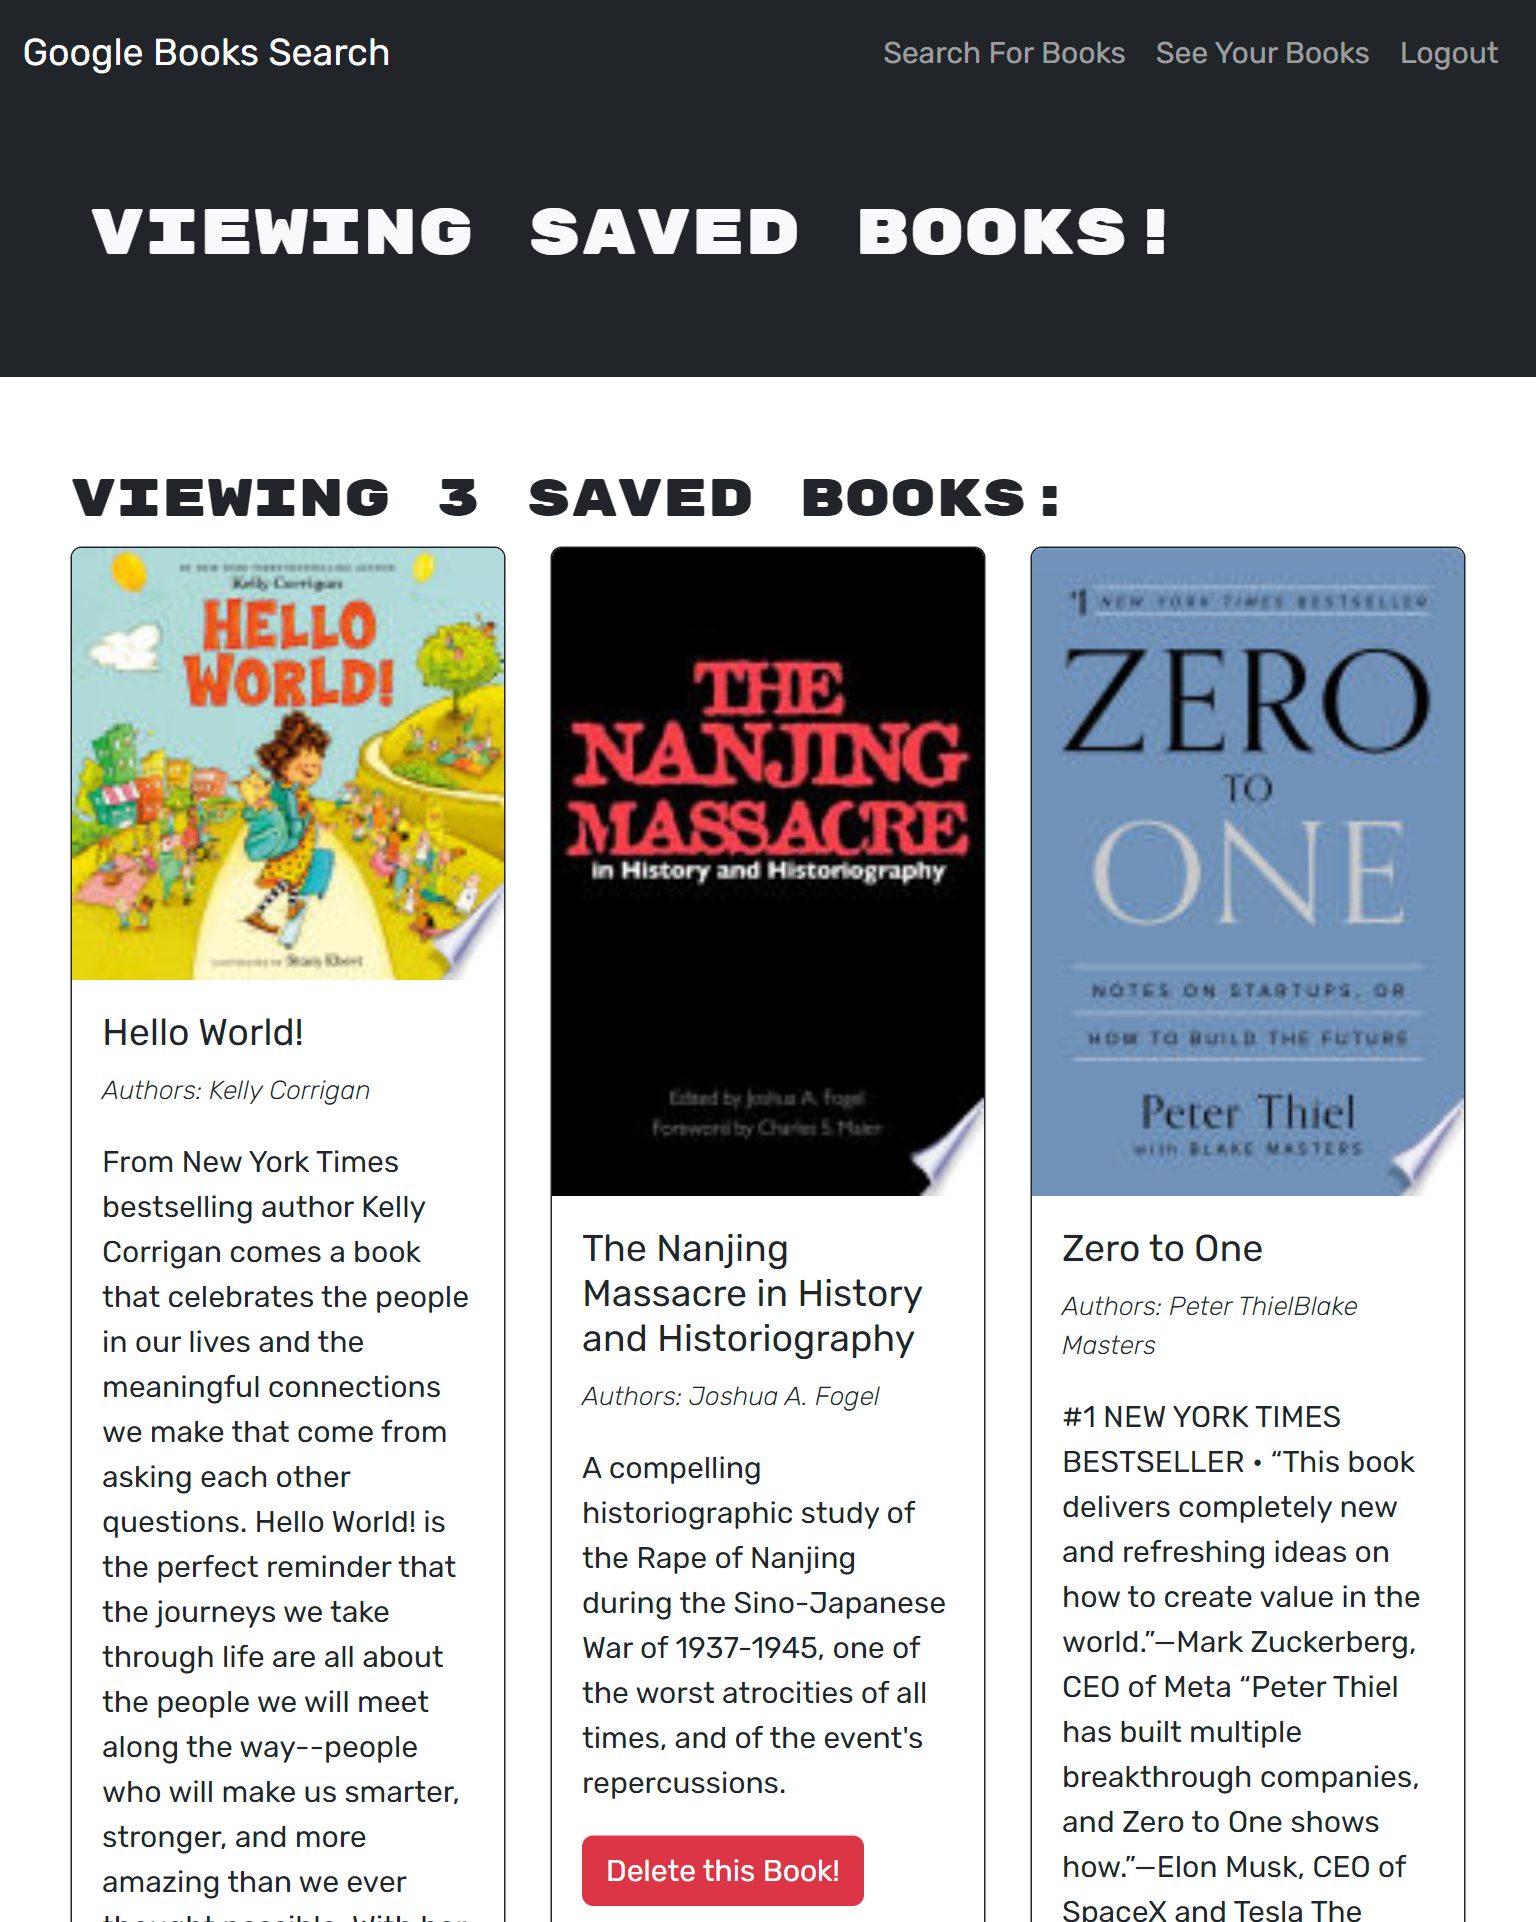 Google Books Search
Search For Books
See Your Books
Logout
VIEWING SAVED BOOKS!
VIEWING 3 SAVED BOOKS:
Kelly Corrigan
HELLO
WORLD!
Stacy Ebert
Hello World!
Authors: Kelly Corrigan
From New York Times
bestselling author Kelly
Corrigan comes a book
that celebrates the people
in our lives and the
meaningful connections
we make that come from
asking each other
questions. Hello World! is
the perfect reminder that
the journeys we take
through life are all about
the people we will meet
along the way--people
who will make us smarter,
stronger, and more
amazing than we ever
thought possible. With her
THE
NANJING
MASSACRE
in History and Historiography
Edited by Joshua A. Fogel
Foreword by Charles S. Maier
The Nanjing
Massacre in History
and Historiography
Authors: Joshua A. Fogel
A compelling
historiographic study of
the Rape of Nanjing
during the Sino-Japanese
War of 1937-1945, one of
the worst atrocities of all
times, and of the event's
repercussions.
Delete this Book!
#1 NEW YORK TIMES BESTSELLER
ZERO
TO
ONE
NOTES ON STARTUPS, OR
HOW TO BUILD THE FUTURE
Peter Thiel
with BLAKE MASTERS
Zero to One
Authors: Peter ThielBlake
Masters
#1 NEW YORK TIMES
BESTSELLER • “This book
delivers completely new
and refreshing ideas on
how to create value in the
world.”—Mark Zuckerberg,
CEO of Meta “Peter Thiel
has built multiple
breakthrough companies,
and Zero to One shows
how.”—Elon Musk, CEO of
SpaceX and Tesla The